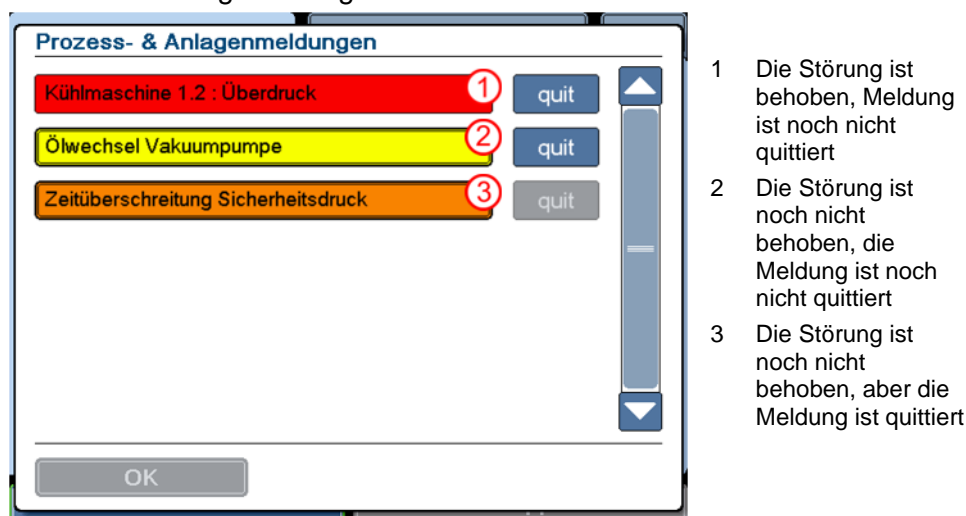 Prozess- & Anlagenmeldungen
Kühlmaschine 1.2 : Überdruck 1 quit
Ölwechsel Vakuumpumpe 2 quit
Zeitüberschreitung Sicherheitsdruck 3 quit
OK
1 Die Störung ist
behoben, Meldung
ist noch nicht
quittiert
2 Die Störung ist
noch nicht
behoben, die
Meldung ist noch
nicht quittiert
3 Die Störung ist
noch nicht
behoben, aber die
Meldung ist quittiert